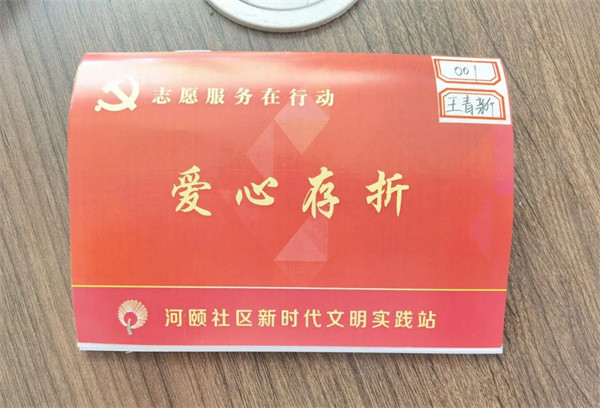 志愿服务在行动
001
王青新
爱心存折
河颐社区新时代文明实践站